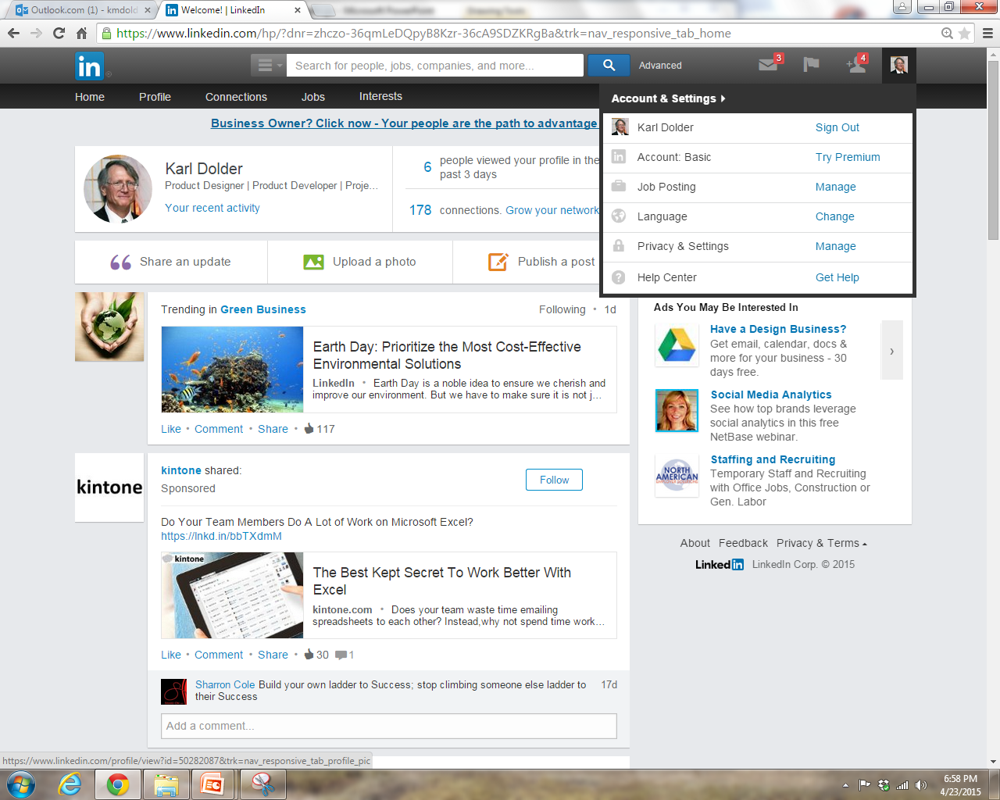 Outlook.com (1) - kmdold
Welcome! | LinkedIn
Microsoft PowerPoint
Drawing Tools
https://www.linkedin.com/hp/?dnr=zhczo-36qmLeDQpyB8Kzr-36cA9SDZKRgBa&trk=nav_responsive_tab_home
in
Search for people, jobs, companies, and more...
Advanced
3
4
Home
Profile
Connections
Jobs
Interests
Account & Settings
Karl Dolder
Sign Out
Account: Basic
Try Premium
Job Posting
Manage
Language
Change
Privacy & Settings
Manage
Help Center
Get Help
Business Owner? Click now - Your people are the path to advantage
Karl Dolder
Product Designer | Product Developer | Proje...
Your recent activity
6 people viewed your profile in the
past 3 days
178 connections. Grow your network
Share an update
Upload a photo
Publish a post
Trending in Green Business
Following • 1d
Earth Day: Prioritize the Most Cost-Effective
Environmental Solutions
LinkedIn • Earth Day is a noble idea to ensure we cherish and
improve our environment. But we have to make sure it is not j...
Like • Comment • Share • 117
kintone
kintone shared:
Sponsored
Follow
Do Your Team Members Do A Lot of Work on Microsoft Excel?
https://lnkd.in/bbTXdmM
kintone
The Best Kept Secret To Work Better With
Excel
kintone.com • Does your team waste time emailing
spreadsheets to each other? Instead,why not spend time work...
Like • Comment • Share • 30 1
Sharron Cole Build your own ladder to Success; stop climbing someone else ladder to
their Success
17d
Add a comment...
Ads You May Be Interested In
Have a Design Business?
Get email, calendar, docs &
more for your business - 30
days free.
Social Media Analytics
See how top brands leverage
social analytics in this free
NetBase webinar.
NORTH
AMERICAN
Staffing and Recruiting
Temporary Staff and Recruiting
with Office Jobs, Construction or
Gen. Labor
About Feedback Privacy & Terms
LinkedIn LinkedIn Corp. © 2015
https://www.linkedin.com/profile/view?id=50282087&trk=nav_responsive_tab_profile_pic
6:58 PM
4/23/2015